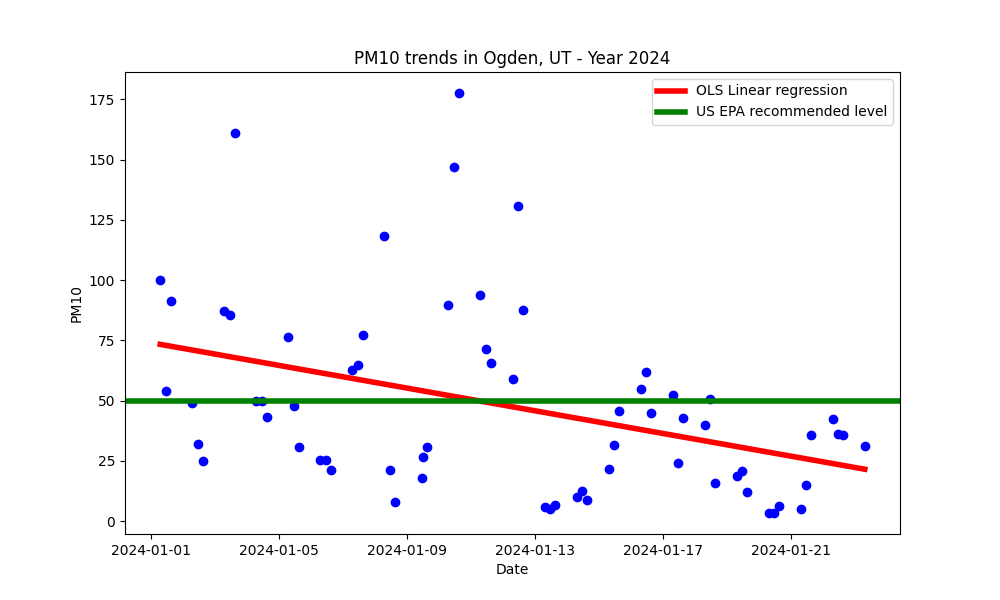 PM10 trends in Ogden, UT - Year 2024
OLS Linear regression
US EPA recommended level
PM10
175
150
125
100
75
50
25
0
2024-01-01
2024-01-05
2024-01-09
2024-01-13
2024-01-17
2024-01-21
Date